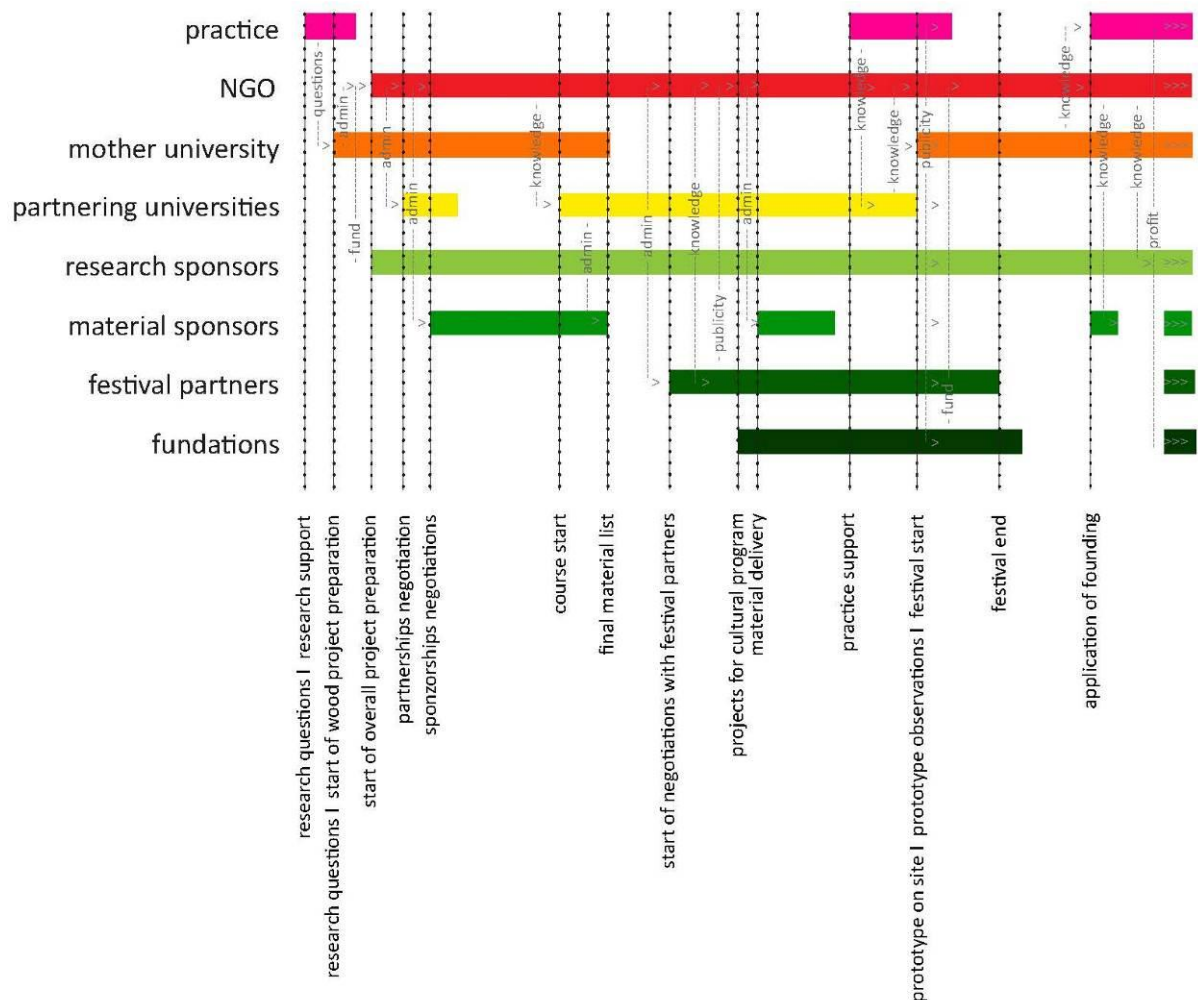 practice
NGO
mother university
partnering universities
research sponsors
material sponsors
festival partners
fundations
- questions -
>
- admin
>
>
- fund
- admin -
>
>
- admin
>
>
---knowledge-
>
- admin -
>
- admin -
>
>
knowledge
>
>
- publicity
>
- admin
>
>
- knowledge-
>
>
- knowledge -
>
>
publicity
>
>
>
>
>
>
- fund
>
- knowledge ---
>
>
- knowledge -
>
- knowledge -
>
profit
>>>
>>>
>>>
>>>
>>>
>>>
>>>
research questions I research support
research questions I start of wood project preparation
start of overall project preparation
partnerships negotiation
sponzorships negotiations
course start
final material list
start of negotiations with festival partners
projects for cultural program
material delivery
practice support
prototype on site I prototype observations I festival start
festival end
application of founding